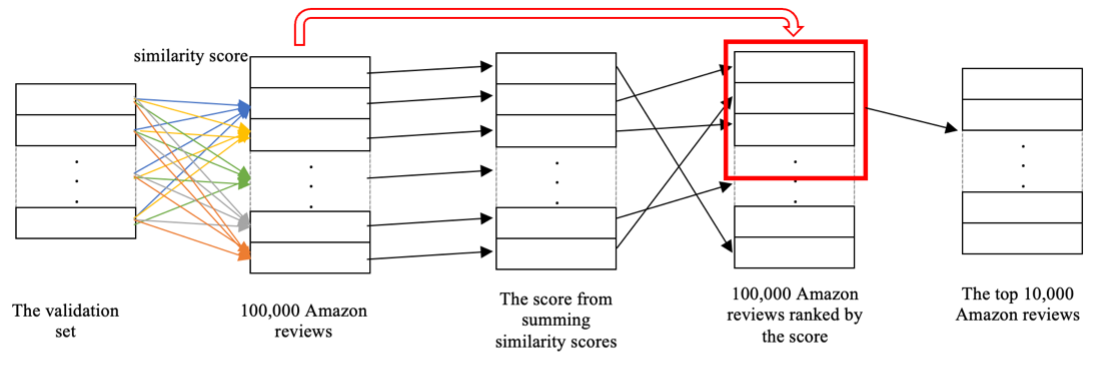 similarity score
The validation
set
100,000 Amazon
reviews
The score from
summing
similarity scores
100,000 Amazon
reviews ranked by
the score
The top 10,000
Amazon reviews